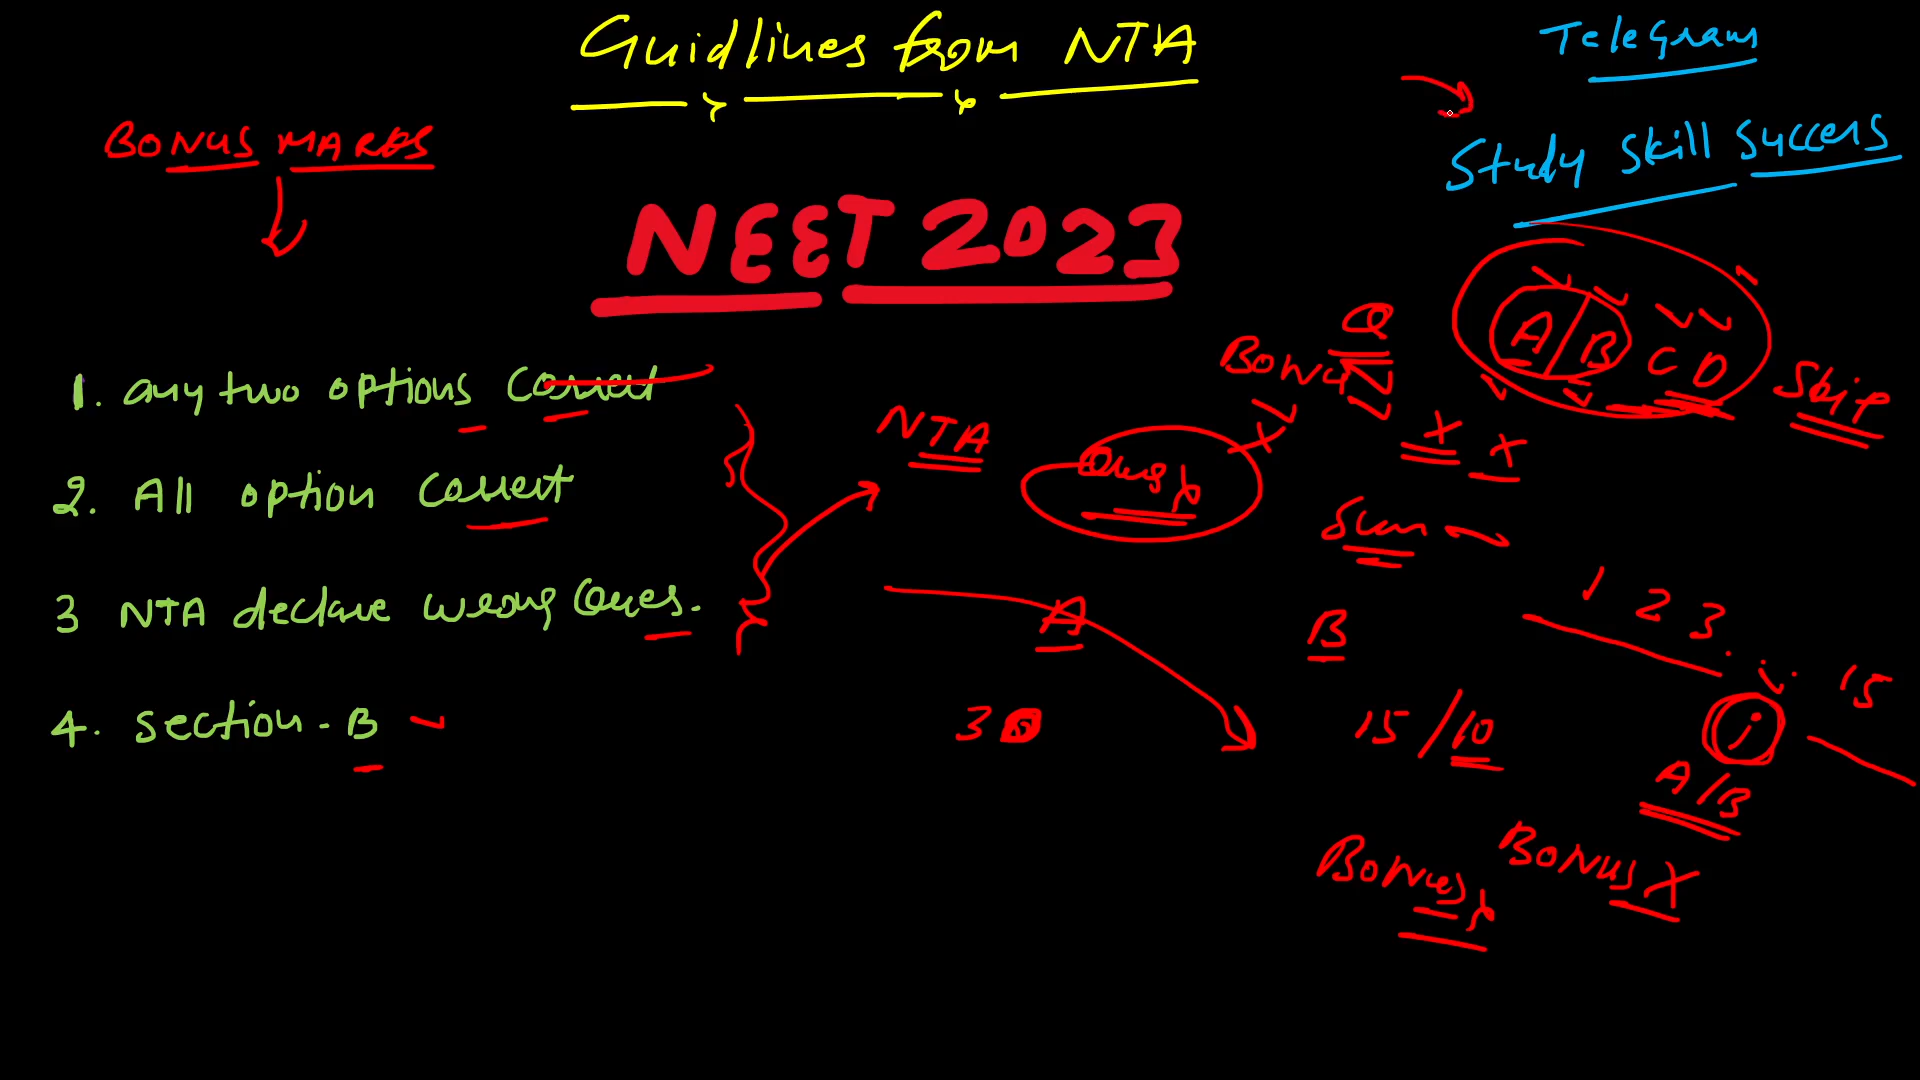 Guidlines from NTA
Telegram
Study Skill Success
BONUS MARKS
NEET 2023
1. any two options Correct
2. All option Correct
3 NTA declare wrong Ques.
4. section - B
NTA
Bonus
Q
A/B C D
Skip
X X
A
B
1 2 3 . i . 15
3
15/10
i
A/B
Bonus
Bonus X